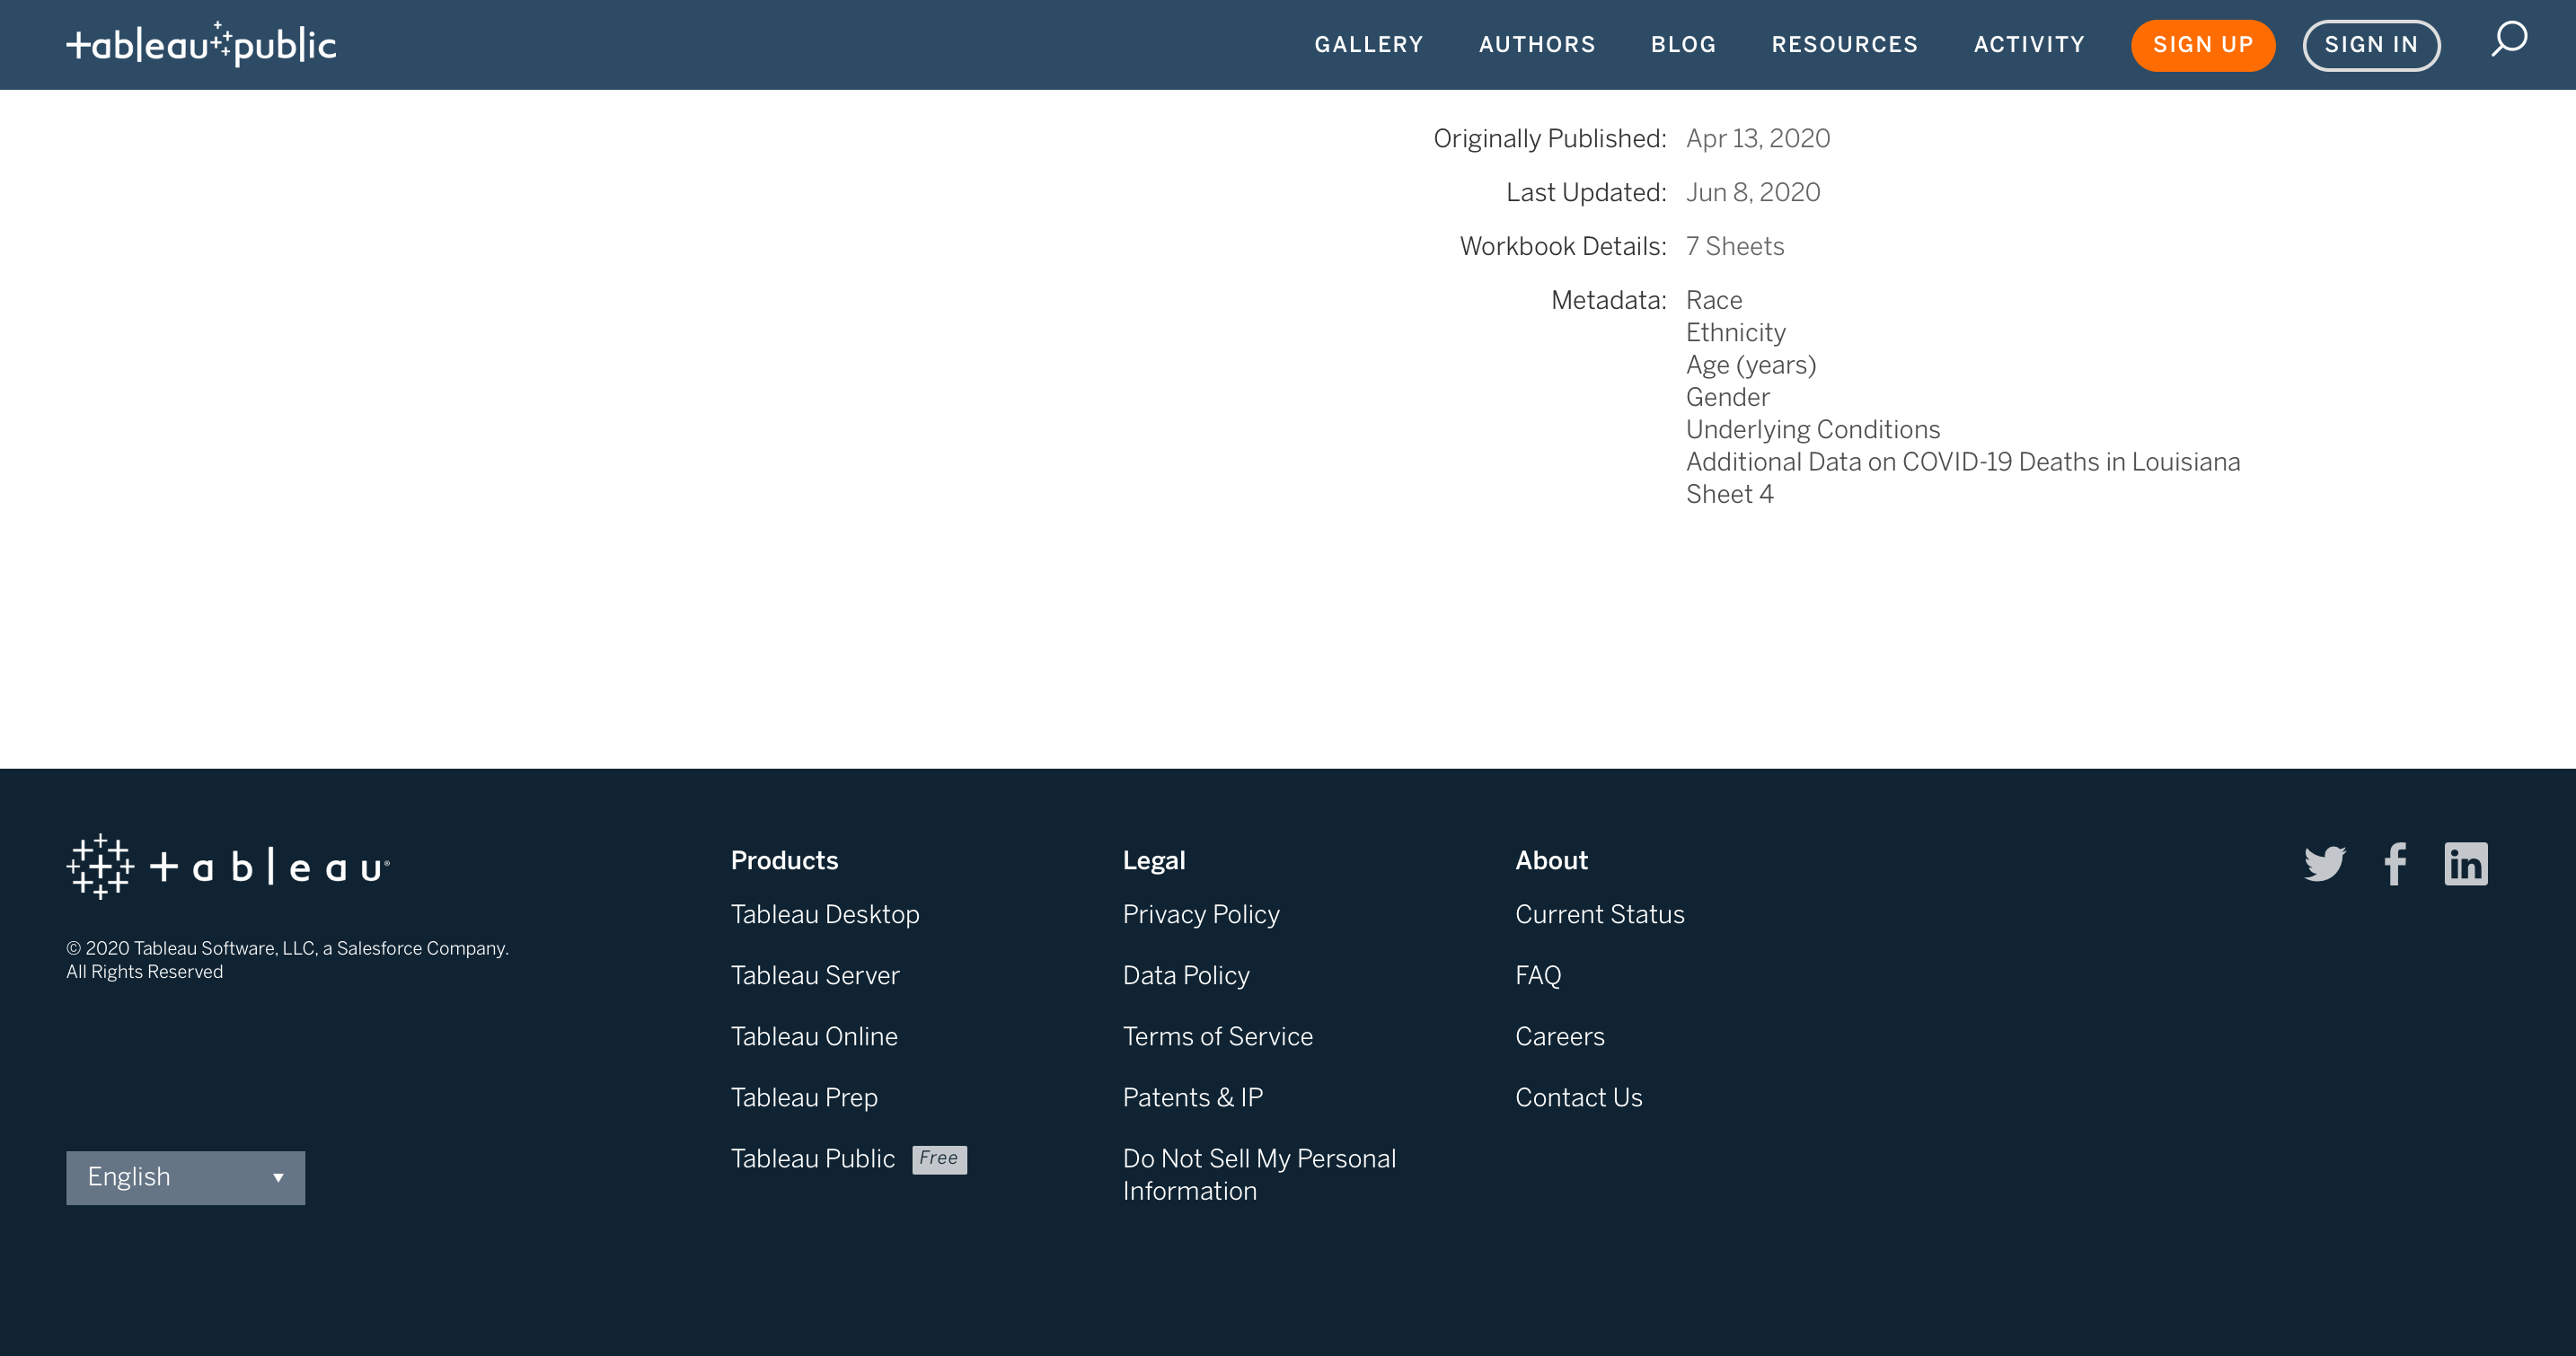 tableau public
GALLERY AUTHORS BLOG RESOURCES ACTIVITY SIGN UP SIGN IN
Originally Published: Apr 13, 2020
Last Updated: Jun 8, 2020
Workbook Details: 7 Sheets
Metadata: Race
Ethnicity
Age (years)
Gender
Underlying Conditions
Additional Data on COVID-19 Deaths in Louisiana
Sheet 4
tableau®
© 2020 Tableau Software, LLC, a Salesforce Company.
All Rights Reserved
English
Products
Tableau Desktop
Tableau Server
Tableau Online
Tableau Prep
Tableau Public Free
Legal
Privacy Policy
Data Policy
Terms of Service
Patents & IP
Do Not Sell My Personal
Information
About
Current Status
FAQ
Careers
Contact Us
f
in